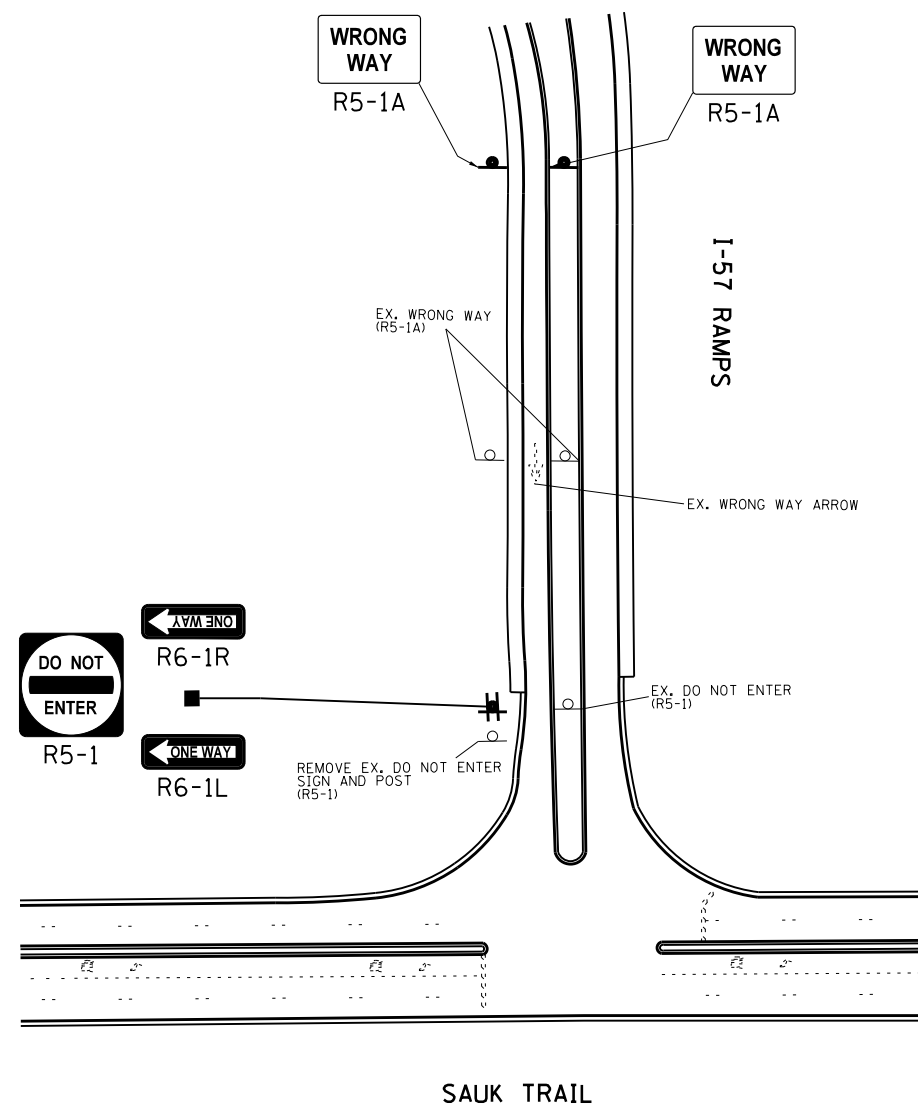 WRONG
WAY
R5-1A
WRONG
WAY
R5-1A
I-57 RAMPS
EX. WRONG WAY
(R5-1A)
EX. WRONG WAY ARROW
ONE WAY
R6-1R
DO NOT
ENTER
R5-1
ONE WAY
R6-1L
EX. DO NOT ENTER
(R5-1)
REMOVE EX. DO NOT ENTER
SIGN AND POST
(R5-1)
SAUK TRAIL